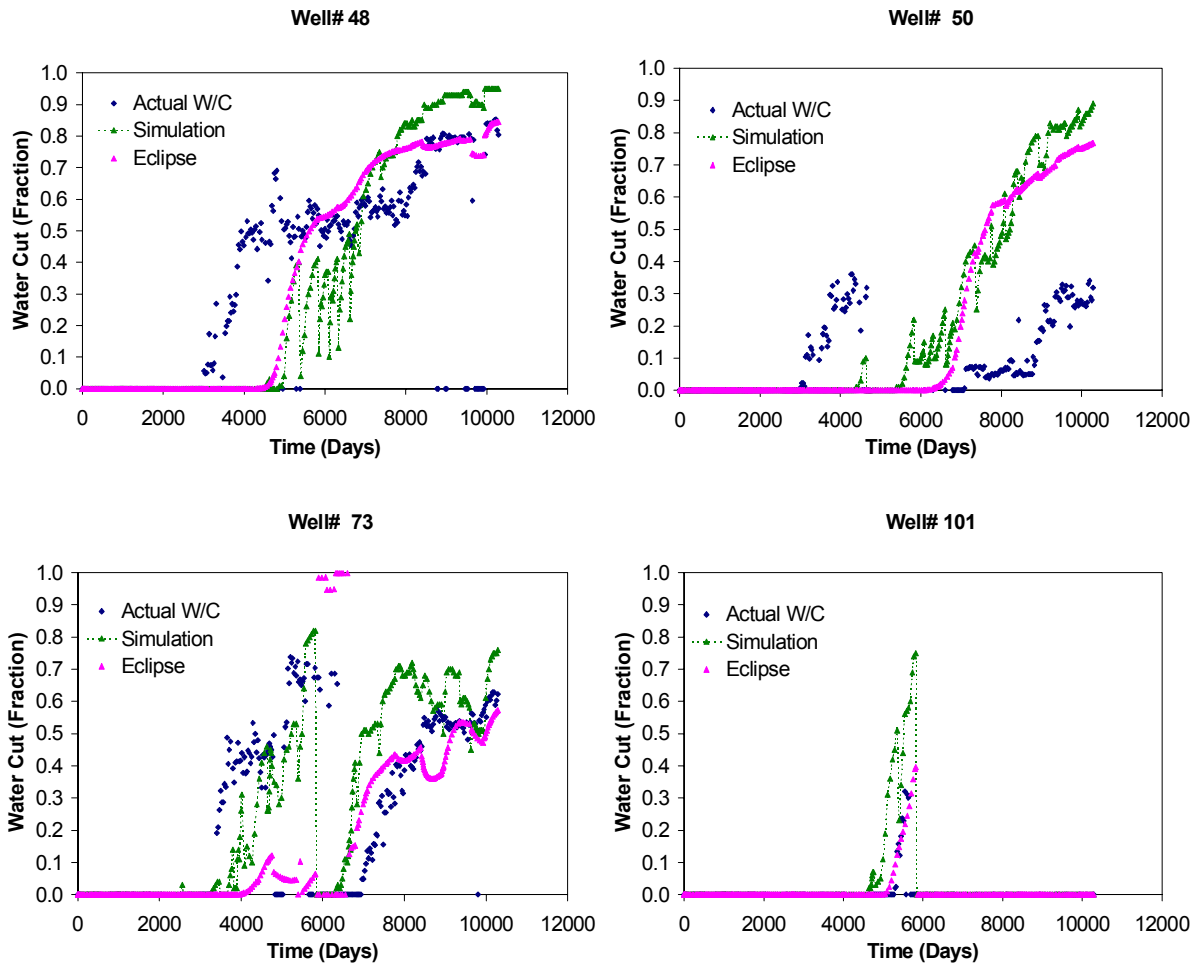 Well# 48
1.0
0.9
0.8
0.7
0.6
0.5
0.4
0.3
0.2
0.1
0.0
Water Cut (Fraction)
Actual W/C
Simulation
Eclipse
0 2000 4000 6000 8000 10000 12000
Time (Days)
Well# 50
1.0
0.9
0.8
0.7
0.6
0.5
0.4
0.3
0.2
0.1
0.0
Water Cut (Fraction)
Actual W/C
Simulation
Eclipse
0 2000 4000 6000 8000 10000 12000
Time (Days)
Well# 73
1.0
0.9
0.8
0.7
0.6
0.5
0.4
0.3
0.2
0.1
0.0
Water Cut (Fraction)
Actual W/C
Simulation
Eclipse
0 2000 4000 6000 8000 10000 12000
Time (Days)
Well# 101
1.0
0.9
0.8
0.7
0.6
0.5
0.4
0.3
0.2
0.1
0.0
Water Cut (Fraction)
Actual W/C
Simulation
Eclipse
0 2000 4000 6000 8000 10000 12000
Time (Days)